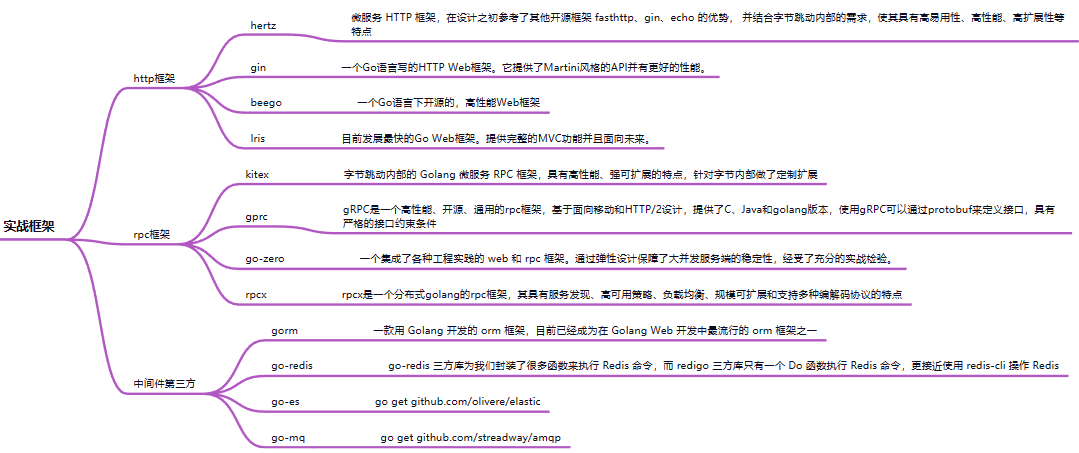 实战框架
http框架
hertz
微服务 HTTP 框架，在设计之初参考了其他开源框架 fasthttp、gin、echo 的优势， 并结合字节跳动内部的需求，使其具有高易用性、高性能、高扩展性等
特点
gin
一个Go语言写的HTTP Web框架。它提供了Martini风格的API并有更好的性能。
beego
一个Go语言下开源的，高性能Web框架
Iris
目前发展最快的Go Web框架。提供完整的MVC功能并且面向未来。
rpc框架
kitex
字节跳动内部的 Golang 微服务 RPC 框架，具有高性能、强可扩展的特点，针对字节内部做了定制扩展
gprc
gRPC是一个高性能、开源、通用的rpc框架，基于面向移动和HTTP/2设计，提供了C、Java和golang版本，使用gRPC可以通过protobuf来定义接口，具有
严格的接口约束条件
go-zero
一个集成了各种工程实践的 web 和 rpc 框架。通过弹性设计保障了大并发服务端的稳定性，经受了充分的实战检验。
rpcx
rpcx是一个分布式golang的rpc框架，其具有服务发现、高可用策略、负载均衡、规模可扩展和支持多种编解码协议的特点
中间件第三方
gorm
一款用 Golang 开发的 orm 框架，目前已经成为在 Golang Web 开发中最流行的 orm 框架之一
go-redis
go-redis 三方库为我们封装了很多函数来执行 Redis 命令，而 redigo 三方库只有一个 Do 函数执行 Redis 命令，更接近使用 redis-cli 操作 Redis
go-es
go get github.com/olivere/elastic
go-mq
go get github.com/streadway/amqp